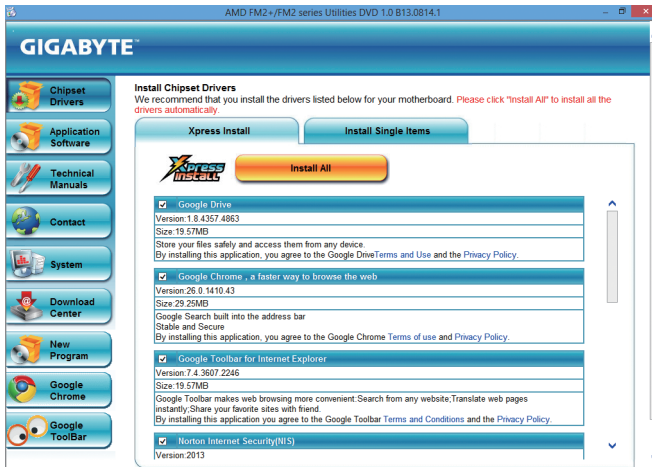 AMD FM2+/FM2 series Utilities DVD 1.0 B13.0814.1
GIGABYTE™
Chipset
Drivers
Application
Software
Technical
Manuals
Contact
System
Download
Center
New
Program
Google
Chrome
Google
ToolBar
Install Chipset Drivers
We recommend that you install the drivers listed below for your motherboard. Please click "Install All" to install all the
drivers automatically.
Xpress Install
Install Single Items
Xpress
Install
Install All
Google Drive
Version:1.8.4357.4863
Size:19.57MB
Store your files safely and access them from any device.
By installing this application, you agree to the Google DriveTerms and Use and the Privacy Policy.
Google Chrome , a faster way to browse the web
Version:26.0.1410.43
Size:29.25MB
Google Search built into the address bar
Stable and Secure
By installing this application, you agree to the Google Chrome Terms of use and Privacy Policy.
Google Toolbar for Internet Explorer
Version:7.4.3607.2246
Size:19.57MB
Google Toolbar makes web browsing more convenient:Search from any website;Translate web pages
instantly;Share your favorite sites with friend.
By installing this application, you agree to the Google Toolbar Terms and Conditions and the Privacy Policy.
Norton Internet Security(NIS)
Version:2013